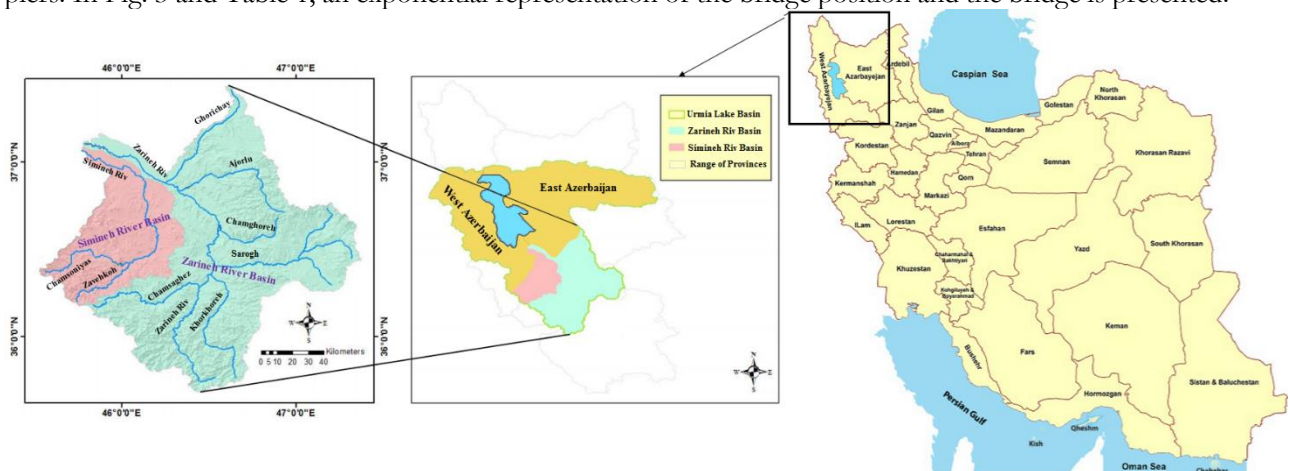 piers. In Fig. 3 and Table 1, an exponential representation of the bridge position and the bridge is presented.
46°0'0"E
47°0'0"E
37°0'0"N
36°0'0"N
Ghorichay
Zarineh Riv
Simineh Riv
Ajorlu
Chamghoreh
Simineh River Basin
Sarogh
Zarineh River Basin
Chamsoniyas
Zavehkoh
Chamsaghez
Zarineh Riv
Khorkhoreh
N
W
E
S
Kilometers
0 5 10 20 30 40
46°0'0"E
47°0'0"E
37°0'0"N
36°0'0"N
Urmia Lake Basin
Zarineh Riv Basin
Simineh Riv Basin
Range of Provinces
East Azerbaijan
West Azerbaijan
N
W
E
S
West Azarbayejan
East
Azarbayejan
Ardebil
Caspian Sea
Gilan
Golestan
North
Khorasan
Zanjan
Qazvin
Mazandaran
Alborz
Tehran
Kordestan
Semnan
Khorasan Razavi
Hamedan
Qom
Kermanshah
Markazi
ILam
Lorestan
Esfahan
Yazd
South Khorasan
Chaharmahal &
Bakhtiyari
Khuzestan
Kohgiluyeh &
Boyerahmad
Keman
Bushehr
Fars
Sistan & Baluchestan
Hormozgan
Persian Gulf
Qheshm
Kish
Oman Sea
Chabahar